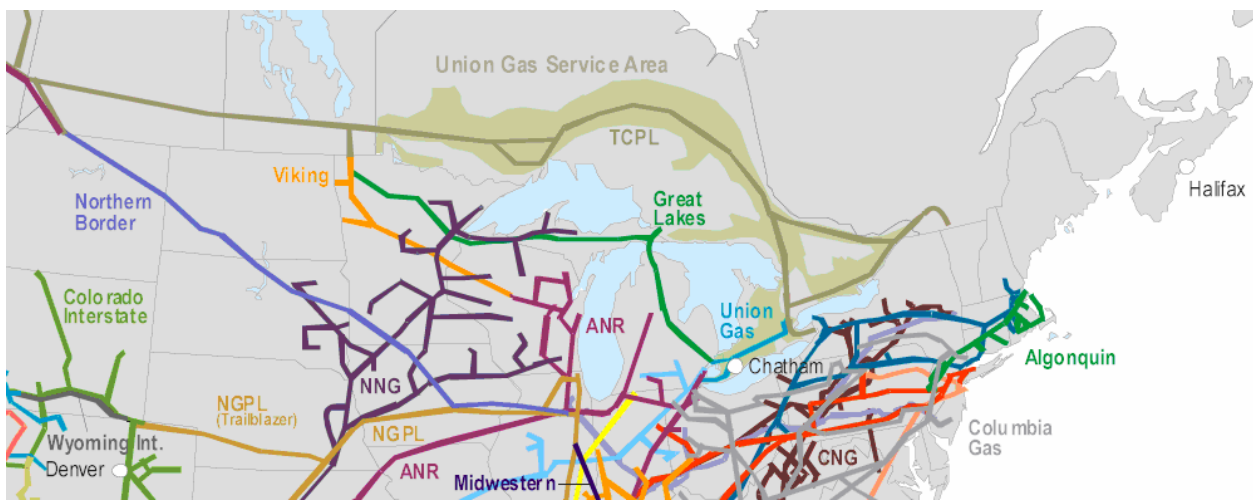 Union Gas Service Area
TCPL
Viking
Halifax
Northern
Border
Great
Lakes
Colorado
Interstate
Union
Gas
ANR
Chatham
Algonquin
NNG
NGPL
(Trailblazer)
NGPL
Columbia
Gas
Wyoming Int.
Denver
ANR
CNG
Midwestern